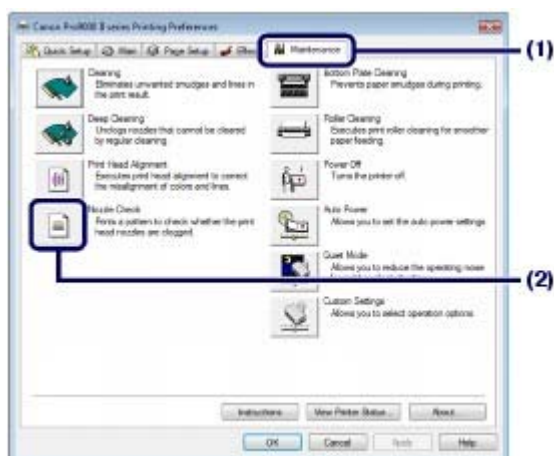 Canon Pro9000 II series Printing Preferences
Quick Setup
Main
Page Setup
Effects
Maintenance
(1)
Cleaning
Eliminates unwanted smudges and lines in
the print result.
Deep Cleaning
Unclogs nozzles that cannot be cleared
by regular cleaning.
Print Head Alignment
Executes print head alignment to correct
the misalignment of colors and lines.
Nozzle Check
Prints a pattern to check whether the print
head nozzles are clogged.
(2)
Bottom Plate Cleaning
Prevents paper smudges during printing.
Roller Cleaning
Executes print roller cleaning for smoother
paper feeding.
Power Off
Turns the printer off.
Auto Power
Allows you to set the auto power settings.
Quiet Mode
Allows you to reduce the operating noise
Custom Settings
Allows you to select operation options.
Instructions
View Printer Status...
About...
OK
Cancel
Apply
Help